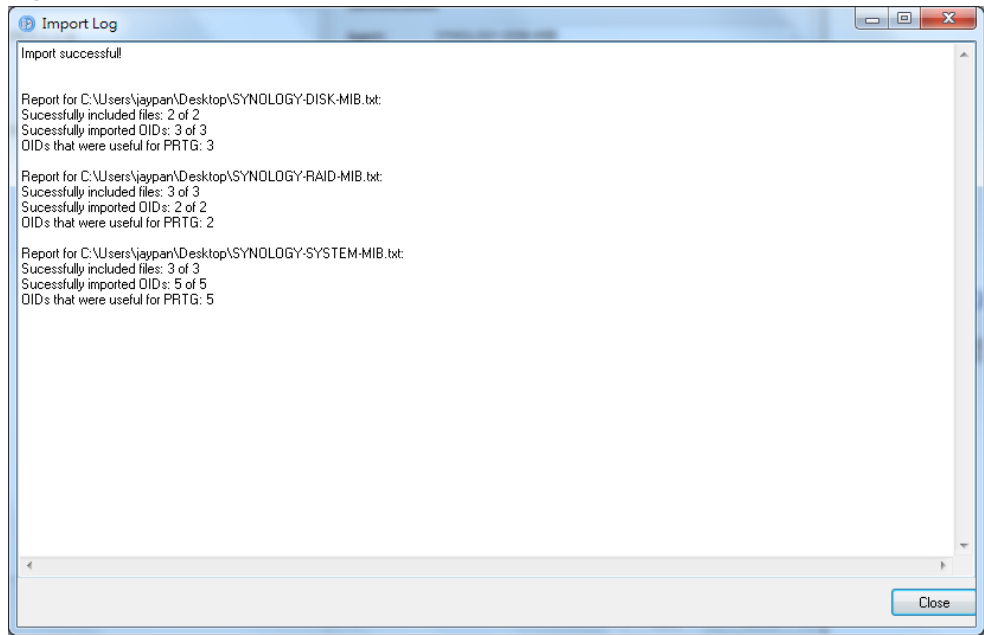 Import Log
Import successful!
Report for C:\Users\jaypan\Desktop\SYNOLOGY-DISK-MIB.txt:
Sucessfully included files: 2 of 2
Sucessfully imported OIDs: 3 of 3
OIDs that were useful for PRTG: 3
Report for C:\Users\jaypan\Desktop\SYNOLOGY-RAID-MIB.txt:
Sucessfully included files: 3 of 3
Sucessfully imported OIDs: 2 of 2
OIDs that were useful for PRTG: 2
Report for C:\Users\jaypan\Desktop\SYNOLOGY-SYSTEM-MIB.txt:
Sucessfully included files: 3 of 3
Sucessfully imported OIDs: 5 of 5
OIDs that were useful for PRTG: 5
Close